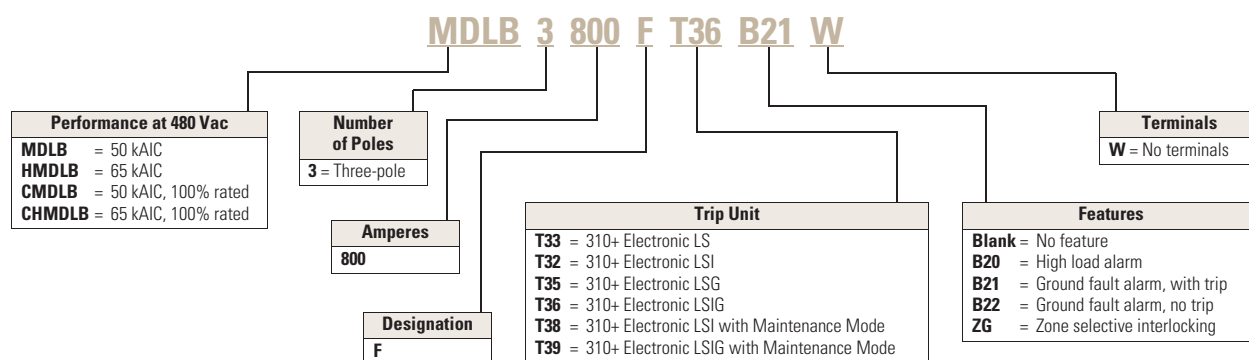 MDLB 3 800 F T36 B21 W
Performance at 480 Vac
MDLB = 50 kAIC
HMDLB = 65 kAIC
CMDLB = 50 kAIC, 100% rated
CHMDLB = 65 kAIC, 100% rated
Number
of Poles
3 = Three-pole
Amperes
800
Designation
F
Trip Unit
T33 = 310+ Electronic LS
T32 = 310+ Electronic LSI
T35 = 310+ Electronic LSG
T36 = 310+ Electronic LSIG
T38 = 310+ Electronic LSI with Maintenance Mode
T39 = 310+ Electronic LSIG with Maintenance Mode
Features
Blank = No feature
B20 = High load alarm
B21 = Ground fault alarm, with trip
B22 = Ground fault alarm, no trip
ZG = Zone selective interlocking
Terminals
W = No terminals